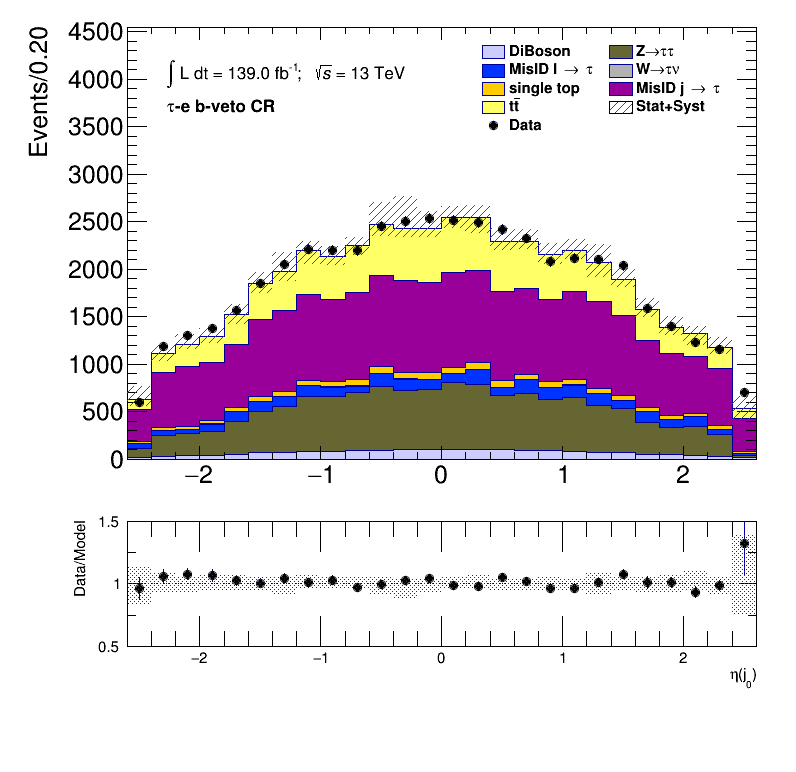 4500
4000
3500
3000
2500
2000
1500
1000
500
0
Events/0.20
∫ L dt = 139.0 fb⁻¹; √s = 13 TeV
τ-e b-veto CR
DiBoson
MisID l → τ
single top
tt̄
Data
Z→ττ
W→τν
MisID j → τ
Stat+Syst
−2 −1 0 1 2
1.5
1
0.5
Data/Model
−2 −1 0 1 2
η(j₀)